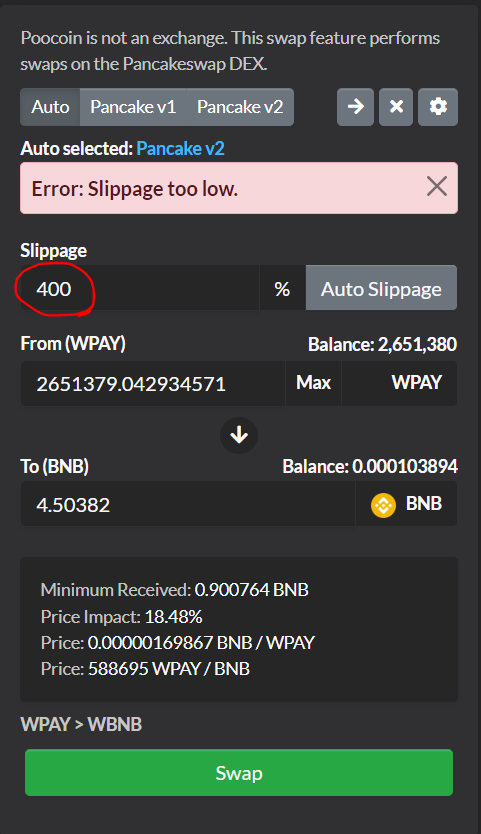 Poocoin is not an exchange. This swap feature performs
swaps on the Pancakeswap DEX.
Auto Pancake v1 Pancake v2
Auto selected: Pancake v2
Error: Slippage too low.
Slippage
400 % Auto Slippage
From (WPAY) Balance: 2,651,380
2651379.042934571 Max WPAY
To (BNB) Balance: 0.000103894
4.50382 BNB
Minimum Received: 0.900764 BNB
Price Impact: 18.48%
Price: 0.00000169867 BNB / WPAY
Price: 588695 WPAY / BNB
WPAY > WBNB
Swap